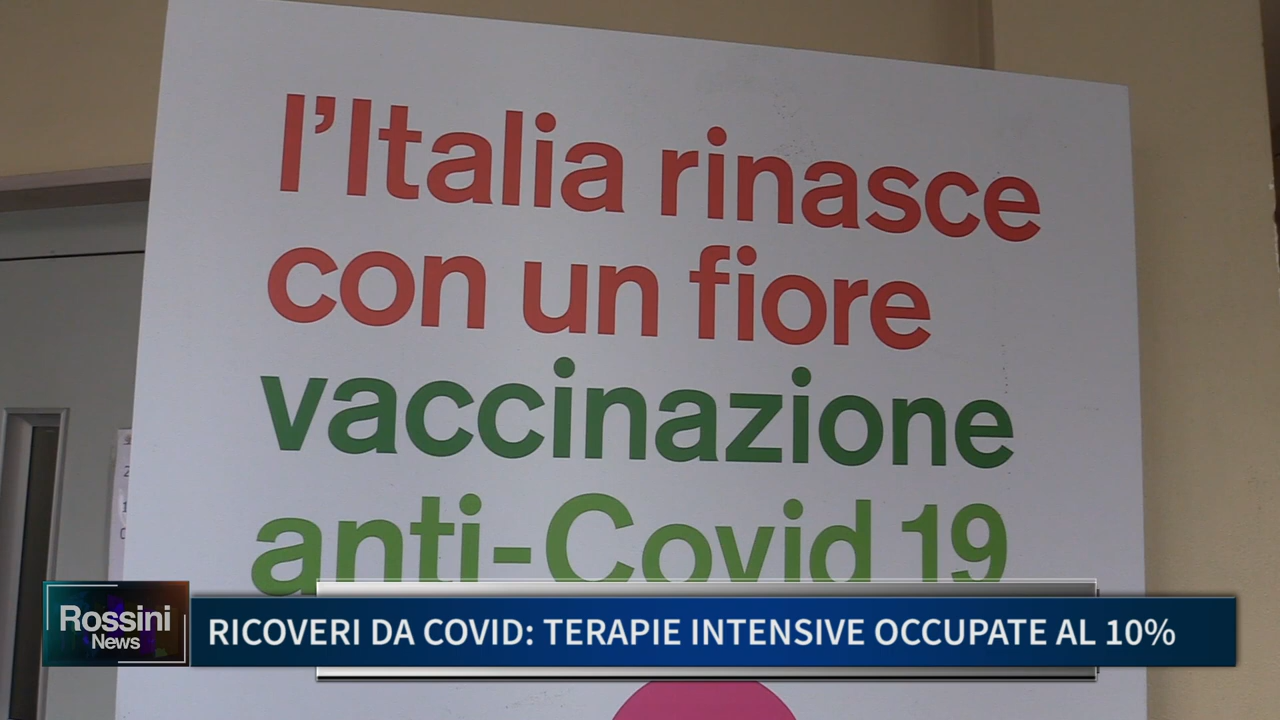 l'Italia rinasce
con un fiore
vaccinazione
anti-Covid 19
Rossini
News
RICOVERI DA COVID: TERAPIE INTENSIVE OCCUPATE AL 10%